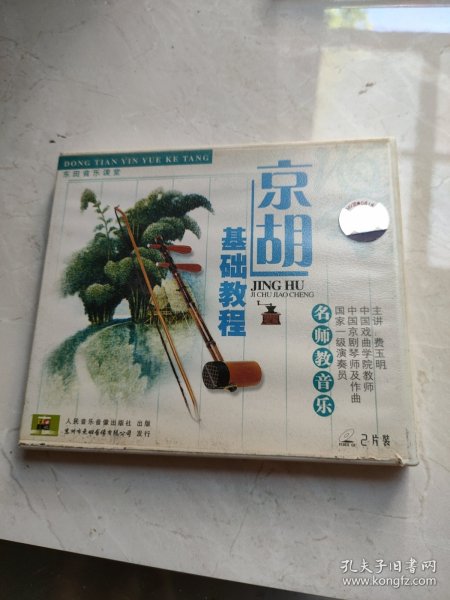 DONG TIAN YIN YUE KE TANG
东田音乐课堂
京胡
基础教程
JING HU
JI CHU JIAO CHENG
名师教音乐
主讲 费玉明
中国戏曲学院教师
中国京剧琴师及作曲
国家一级演奏员
人民音乐音像出版社 出版
发行
2片装
孔夫子旧书网
www.kongfz.com